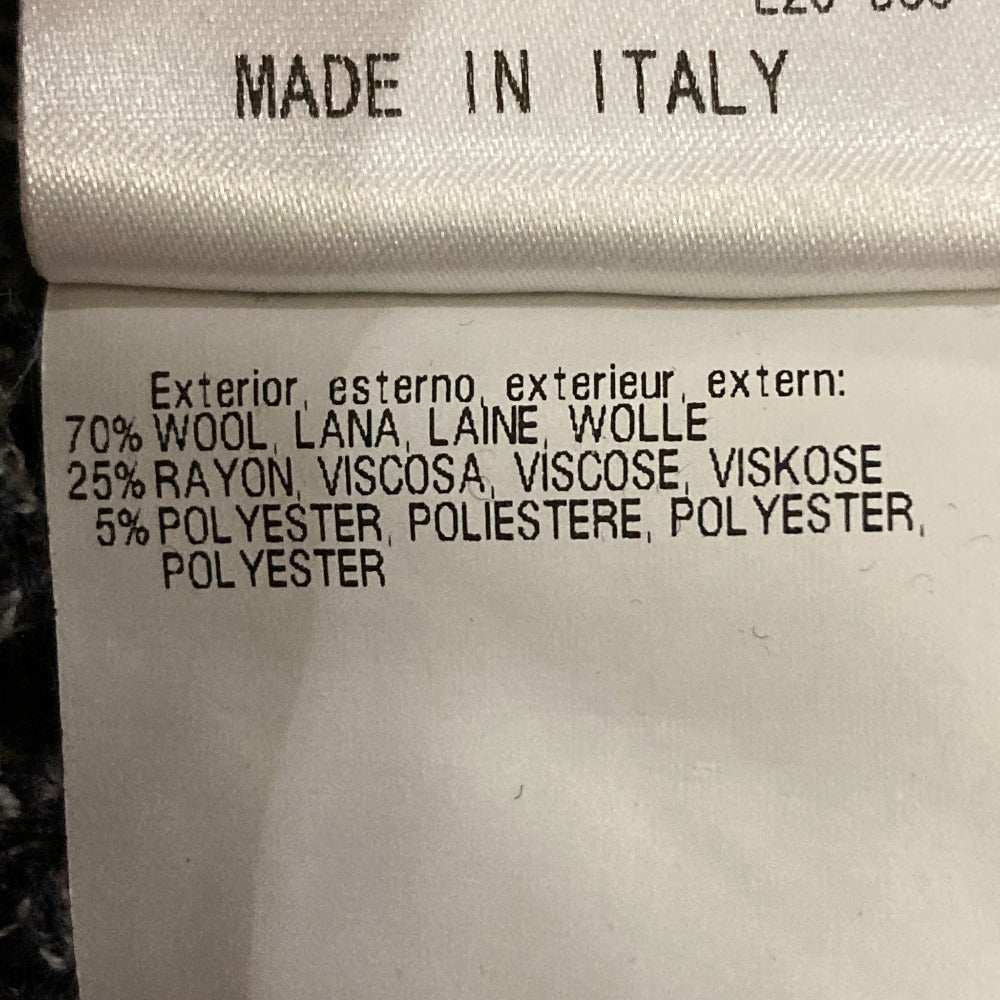 MADE IN ITALY
Exterior, esterno, exterieur, extern:
70% WOOL, LANA, LAINE, WOLLE
25% RAYON, VISCOSA, VISCOSE, VISKOSE
5% POLYESTER, POLIESTERE, POLYESTER,
POLYESTER